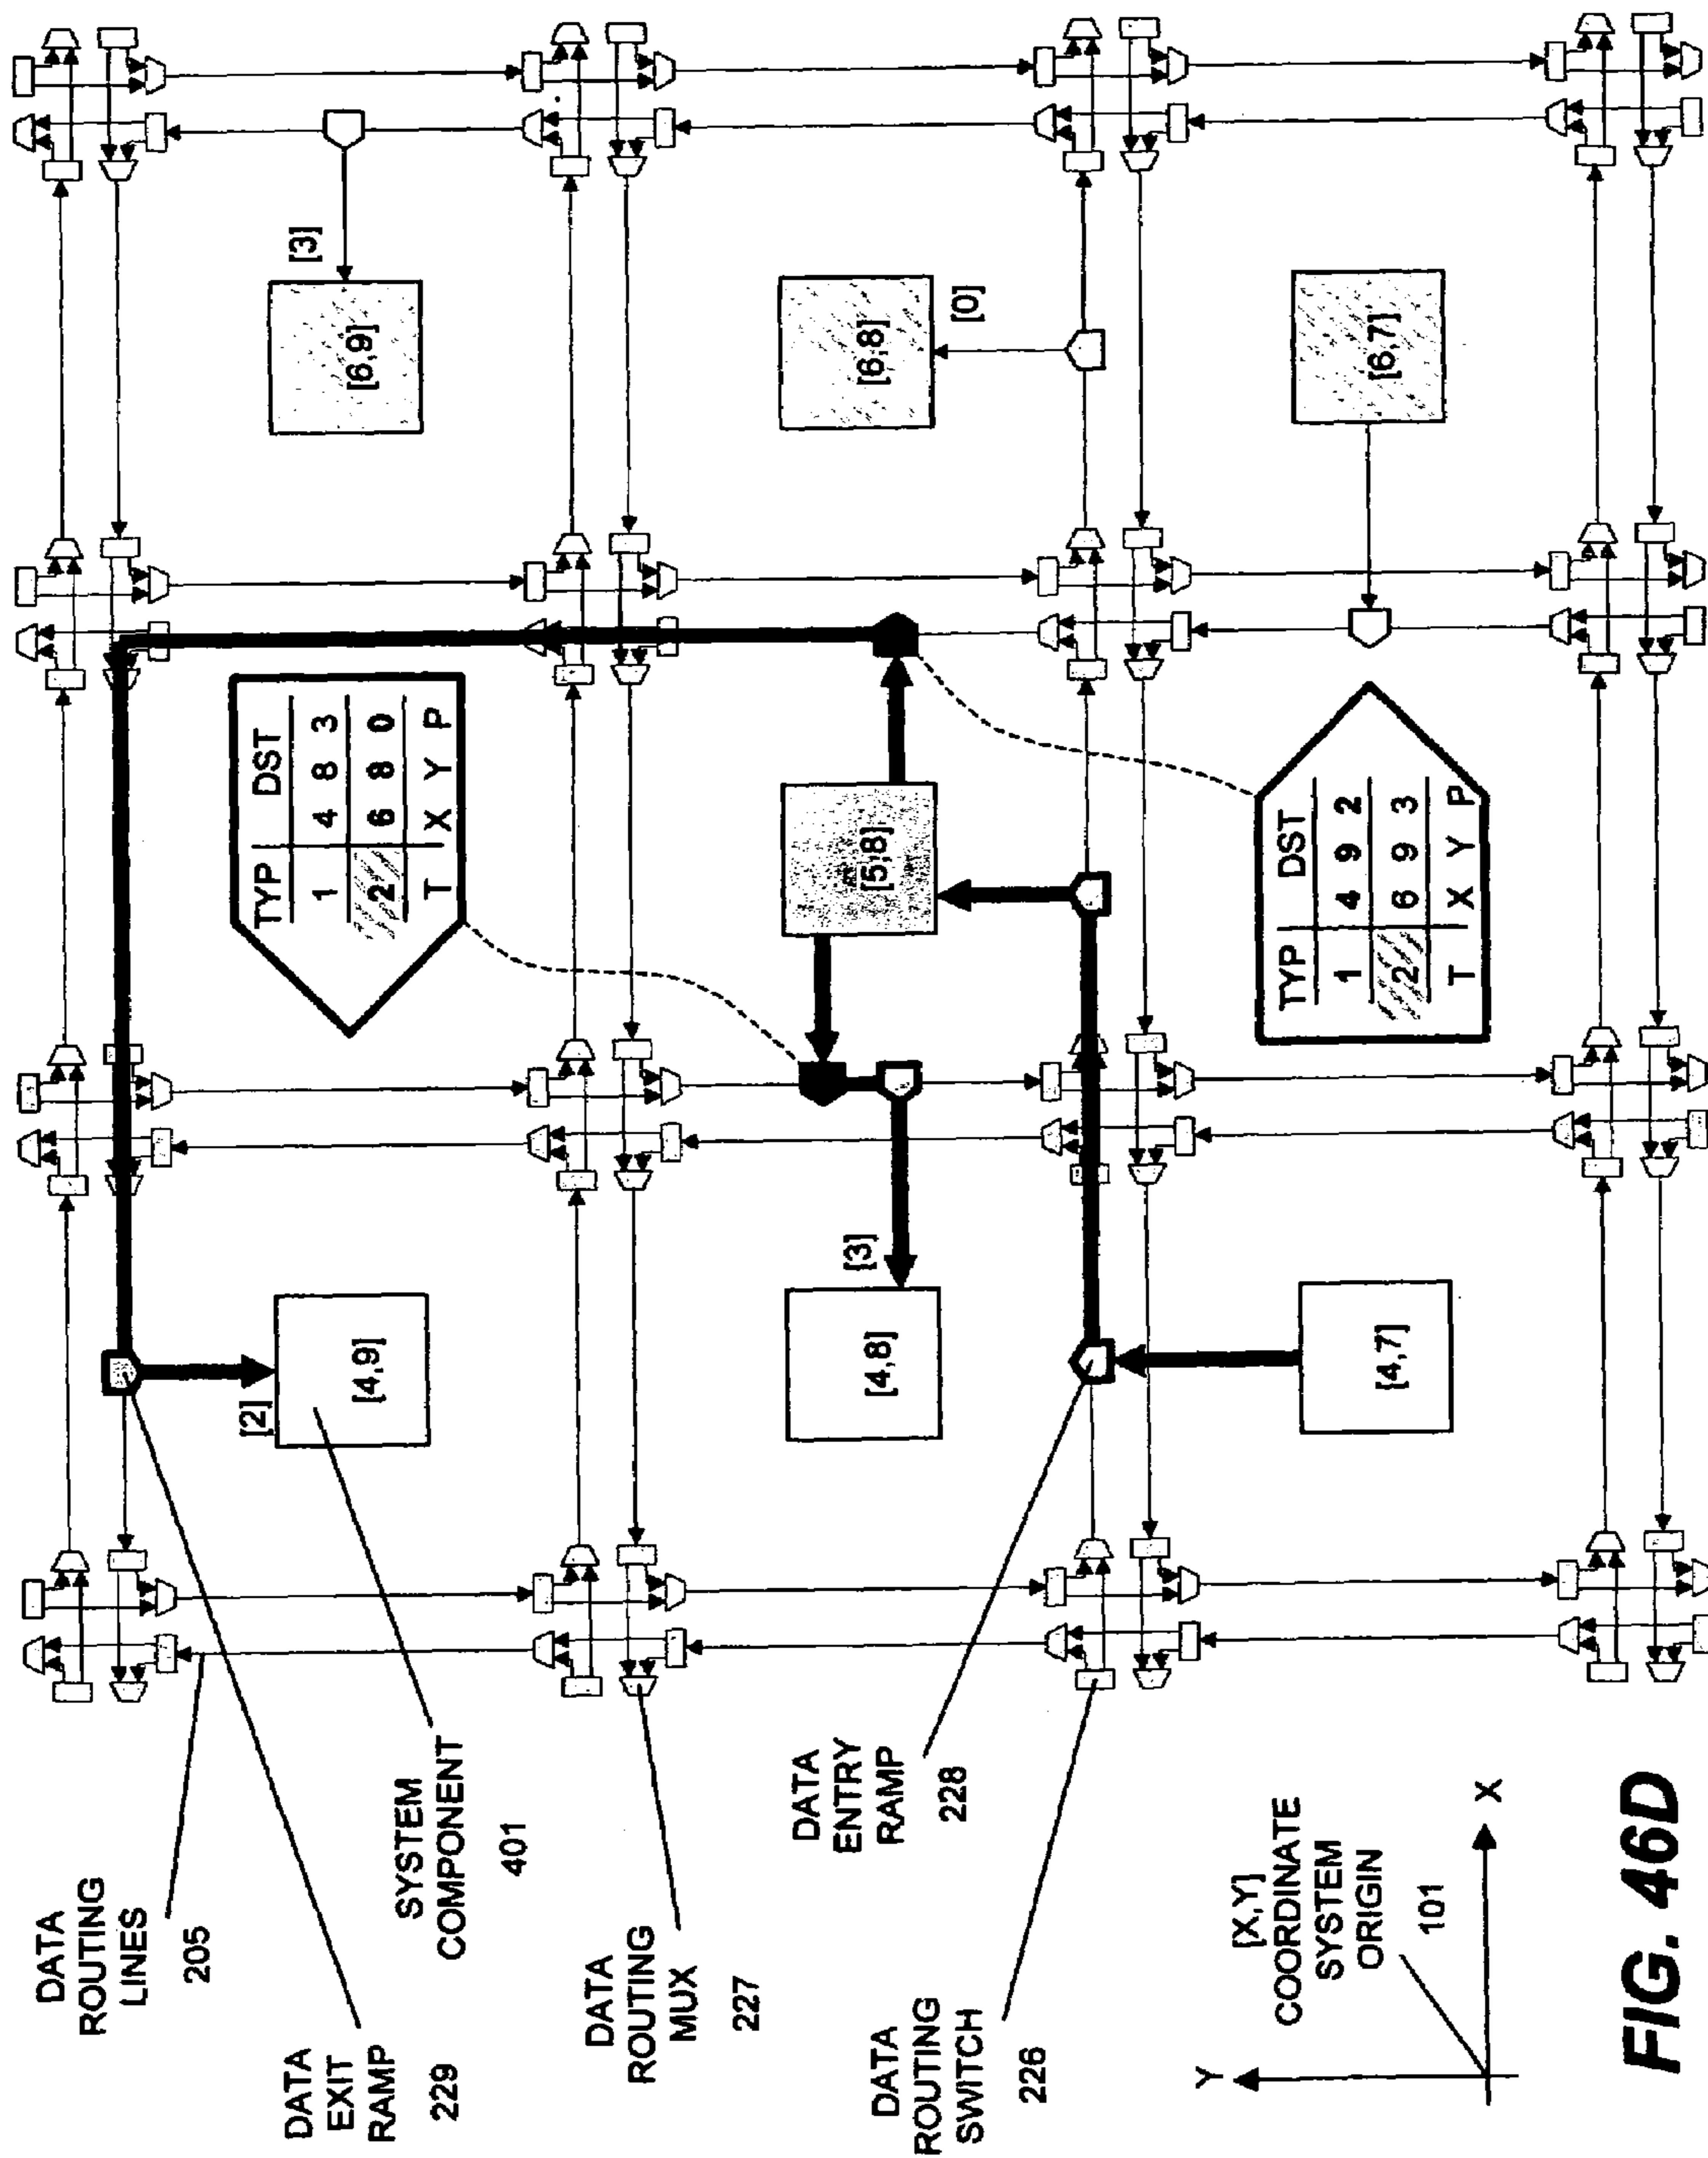 DATA
ROUTING
LINES
205
DATA
EXIT
RAMP
229
SYSTEM
COMPONENT
401
DATA
ROUTING
MUX
227
DATA
ENTRY
RAMP
228
DATA
ROUTING
SWITCH
226
[X,Y]
COORDINATE
SYSTEM
ORIGIN
101
Y
X
[2]
[4,9]
[3]
[4,8]
[4,7]
TYP DST
1 4 8 3
2 6 8 0
T X Y P
[5,8]
TYP DST
1 4 9 2
2 6 9 3
T X Y P
[3]
[6,9]
[6,8]
[0]
[6,7]
FIG. 46D